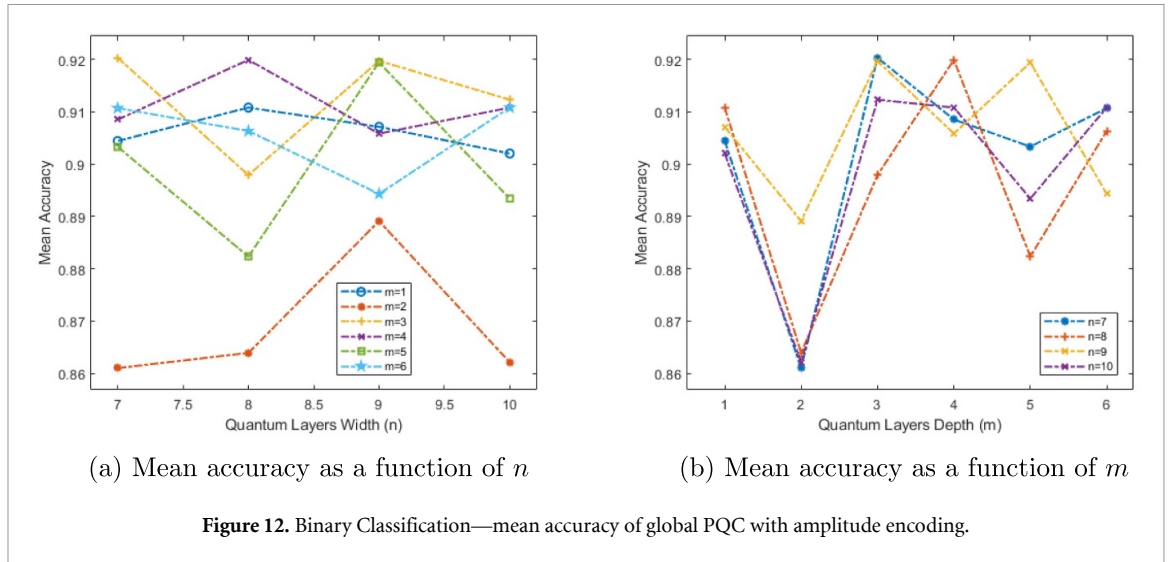 0.92
0.91
0.9
0.89
0.88
0.87
0.86
Mean Accuracy
m=1
m=2
m=3
m=4
m=5
m=6
7 7.5 8 8.5 9 9.5 10
Quantum Layers Width (n)
(a) Mean accuracy as a function of n
0.92
0.91
0.9
0.89
0.88
0.87
0.86
Mean Accuracy
n=7
n=8
n=9
n=10
1 2 3 4 5 6
Quantum Layers Depth (m)
(b) Mean accuracy as a function of m
Figure 12. Binary Classification—mean accuracy of global PQC with amplitude encoding.